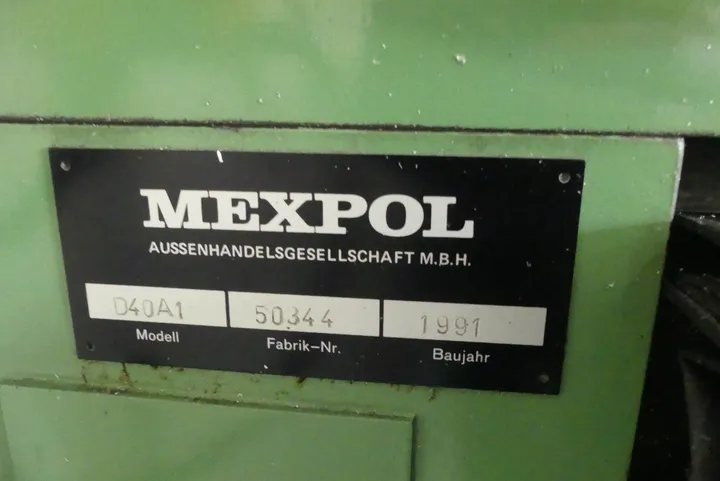 MEXPOL
AUSSENHANDELSGESELLSCHAFT M.B.H.
D40A1 50344 1991
Modell Fabrik-Nr. Baujahr